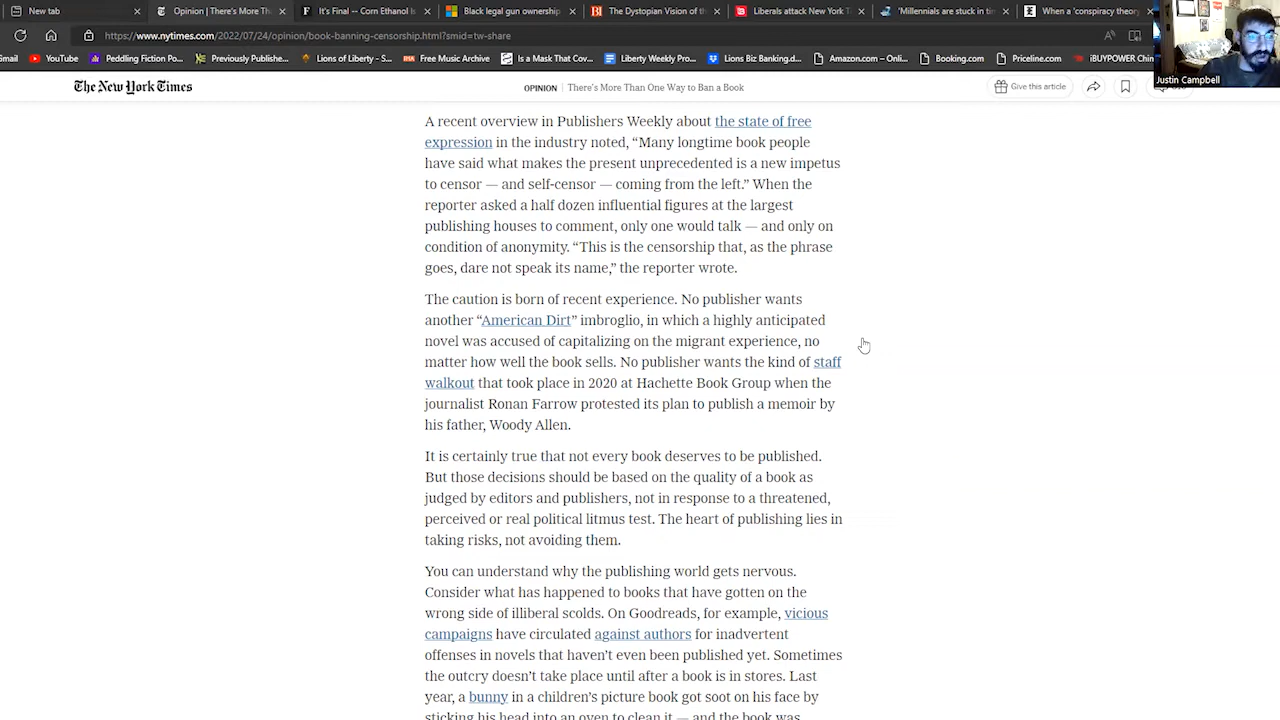 New tab
Opinion | There's More Th
It's Final -- Corn Ethanol Is
Black legal gun ownership
The Dystopian Vision of th
Liberals attack New York T
'Millennials are stuck in tim
When a 'conspiracy theory
https://www.nytimes.com/2022/07/24/opinion/book-banning-censorship.html?smid=tw-share
Gmail
YouTube
Peddling Fiction Po...
Previously Publishe...
Lions of Liberty - S...
Free Music Archive
Is a Mask That Cov...
Liberty Weekly Pro...
Lions Biz Banking.d...
Amazon.com – Onli...
Booking.com
Priceline.com
iBUYPOWER Chin
Justin Campbell
The New York Times
OPINION | There's More Than One Way to Ban a Book
Give this article
A recent overview in Publishers Weekly about the state of free
expression in the industry noted, “Many longtime book people
have said what makes the present unprecedented is a new impetus
to censor — and self-censor — coming from the left.” When the
reporter asked a half dozen influential figures at the largest
publishing houses to comment, only one would talk — and only on
condition of anonymity. “This is the censorship that, as the phrase
goes, dare not speak its name,” the reporter wrote.
The caution is born of recent experience. No publisher wants
another “American Dirt” imbroglio, in which a highly anticipated
novel was accused of capitalizing on the migrant experience, no
matter how well the book sells. No publisher wants the kind of staff
walkout that took place in 2020 at Hachette Book Group when the
journalist Ronan Farrow protested its plan to publish a memoir by
his father, Woody Allen.
It is certainly true that not every book deserves to be published.
But those decisions should be based on the quality of a book as
judged by editors and publishers, not in response to a threatened,
perceived or real political litmus test. The heart of publishing lies in
taking risks, not avoiding them.
You can understand why the publishing world gets nervous.
Consider what has happened to books that have gotten on the
wrong side of illiberal scolds. On Goodreads, for example, vicious
campaigns have circulated against authors for inadvertent
offenses in novels that haven’t even been published yet. Sometimes
the outcry doesn’t take place until after a book is in stores. Last
year, a bunny in a children’s picture book got soot on his face by
sticking his head into an oven to clean it — and the book was